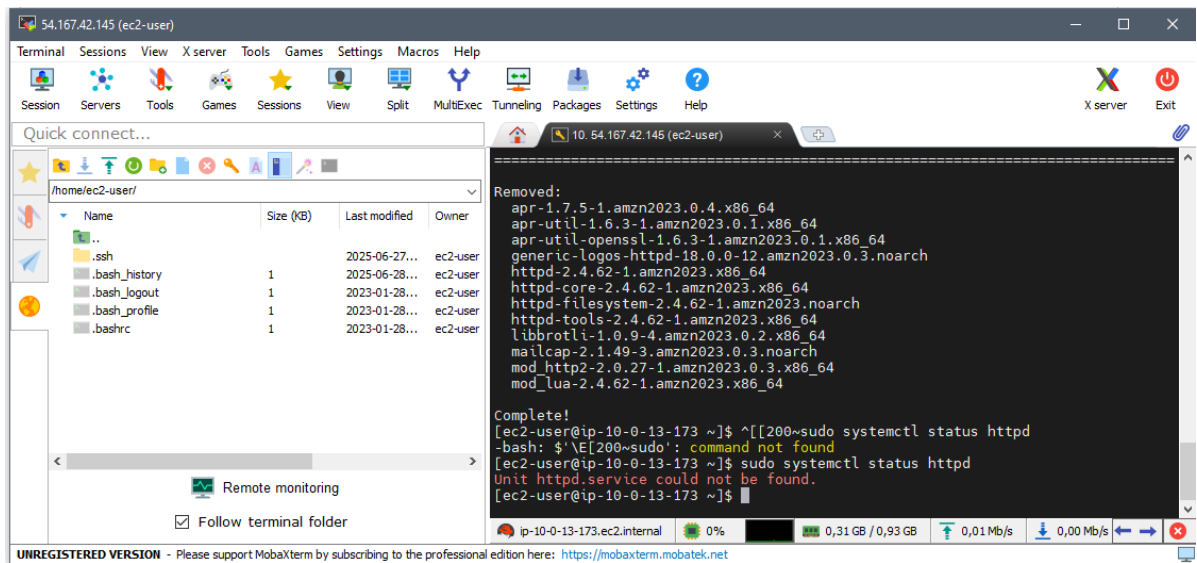 54.167.42.145 (ec2-user)
Terminal Sessions View X server Tools Games Settings Macros Help
Session Servers Tools Games Sessions View Split MultiExec Tunneling Packages Settings Help X server Exit
Quick connect...
10. 54.167.42.145 (ec2-user)
/home/ec2-user/
Name Size (KB) Last modified Owner
..
.ssh 2025-06-27... ec2-user
.bash_history 1 2025-06-28... ec2-user
.bash_logout 1 2023-01-28... ec2-user
.bash_profile 1 2023-01-28... ec2-user
.bashrc 1 2023-01-28... ec2-user
Remote monitoring
Follow terminal folder
================================================================================
Removed:
apr-1.7.5-1.amzn2023.0.4.x86_64
apr-util-1.6.3-1.amzn2023.0.1.x86_64
apr-util-openssl-1.6.3-1.amzn2023.0.1.x86_64
generic-logos-httpd-18.0.0-12.amzn2023.0.3.noarch
httpd-2.4.62-1.amzn2023.x86_64
httpd-core-2.4.62-1.amzn2023.x86_64
httpd-filesystem-2.4.62-1.amzn2023.noarch
httpd-tools-2.4.62-1.amzn2023.x86_64
libbrotli-1.0.9-4.amzn2023.0.2.x86_64
mailcap-2.1.49-3.amzn2023.0.3.noarch
mod_http2-2.0.27-1.amzn2023.0.3.x86_64
mod_lua-2.4.62-1.amzn2023.x86_64
Complete!
[ec2-user@ip-10-0-13-173 ~]$ ^[[200~sudo systemctl status httpd
-bash: $'\E[200~sudo': command not found
[ec2-user@ip-10-0-13-173 ~]$ sudo systemctl status httpd
Unit httpd.service could not be found.
[ec2-user@ip-10-0-13-173 ~]$
ip-10-0-13-173.ec2.internal 0% 0,31 GB / 0,93 GB 0,01 Mb/s 0,00 Mb/s
UNREGISTERED VERSION - Please support MobaXterm by subscribing to the professional edition here: https://mobaxterm.mobatek.net